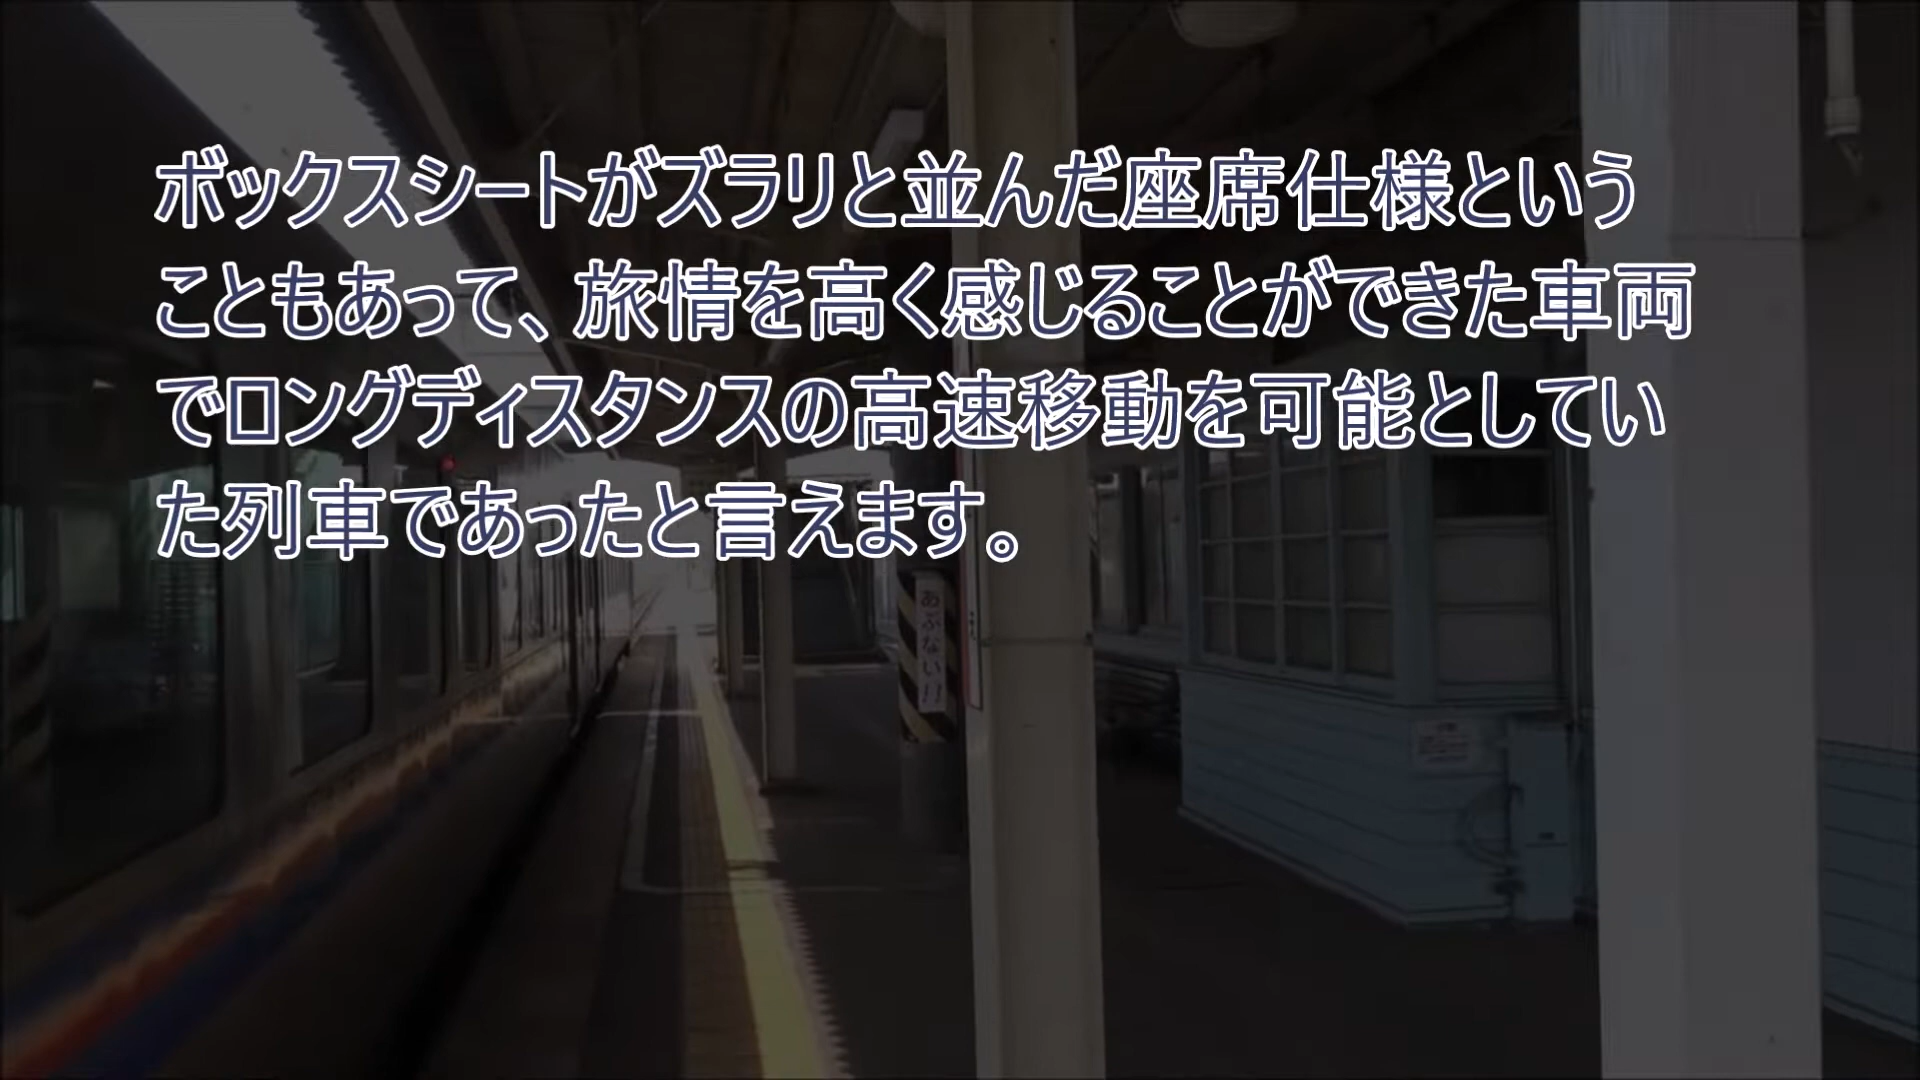 ボックスシートがズラリと並んだ座席仕様という
こともあって、旅情を高く感じることができた車両
でロングディスタンスの高速移動を可能としてい
た列車であったと言えます。
あぶない!!